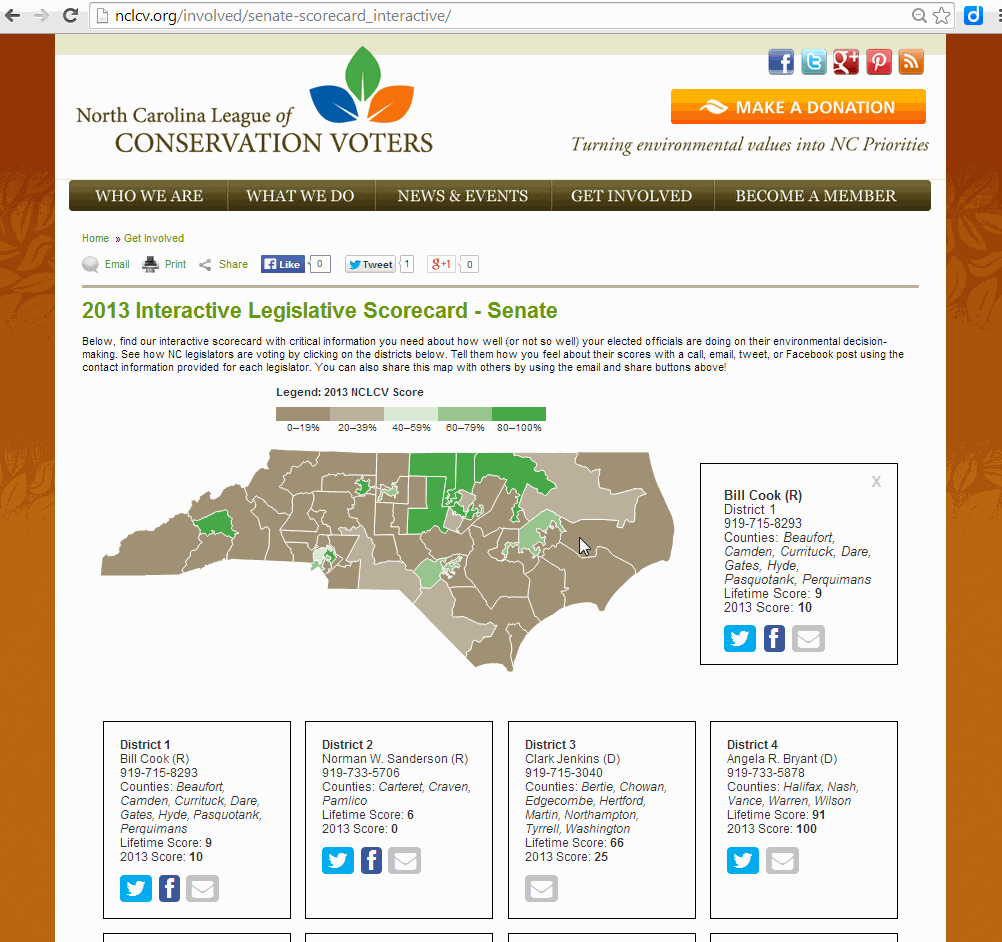 nclcv.org/involved/senate-scorecard_interactive/
North Carolina League of
CONSERVATION VOTERS
MAKE A DONATION
Turning environmental values into NC Priorities
WHO WE ARE WHAT WE DO NEWS & EVENTS GET INVOLVED BECOME A MEMBER
Home » Get Involved
Email Print Share Like 0 Tweet 1 g+1 0
2013 Interactive Legislative Scorecard - Senate
Below, find our interactive scorecard with critical information you need about how well (or not so well) your elected officials are doing on their environmental decision-
making. See how NC legislators are voting by clicking on the districts below. Tell them how you feel about their scores with a call, email, tweet, or Facebook post using the
contact information provided for each legislator. You can also share this map with others by using the email and share buttons above!
Legend: 2013 NCLCV Score
0–19% 20–39% 40–59% 60–79% 80–100%
X
Bill Cook (R)
District 1
919-715-8293
Counties: Beaufort,
Camden, Currituck, Dare,
Gates, Hyde,
Pasquotank, Perquimans
Lifetime Score: 9
2013 Score: 10
District 1
Bill Cook (R)
919-715-8293
Counties: Beaufort,
Camden, Currituck, Dare,
Gates, Hyde, Pasquotank,
Perquimans
Lifetime Score: 9
2013 Score: 10
District 2
Norman W. Sanderson (R)
919-733-5706
Counties: Carteret, Craven,
Pamlico
Lifetime Score: 6
2013 Score: 0
District 3
Clark Jenkins (D)
919-715-3040
Counties: Bertie, Chowan,
Edgecombe, Hertford,
Martin, Northampton,
Tyrrell, Washington
Lifetime Score: 66
2013 Score: 25
District 4
Angela R. Bryant (D)
919-733-5878
Counties: Halifax, Nash,
Vance, Warren, Wilson
Lifetime Score: 91
2013 Score: 100